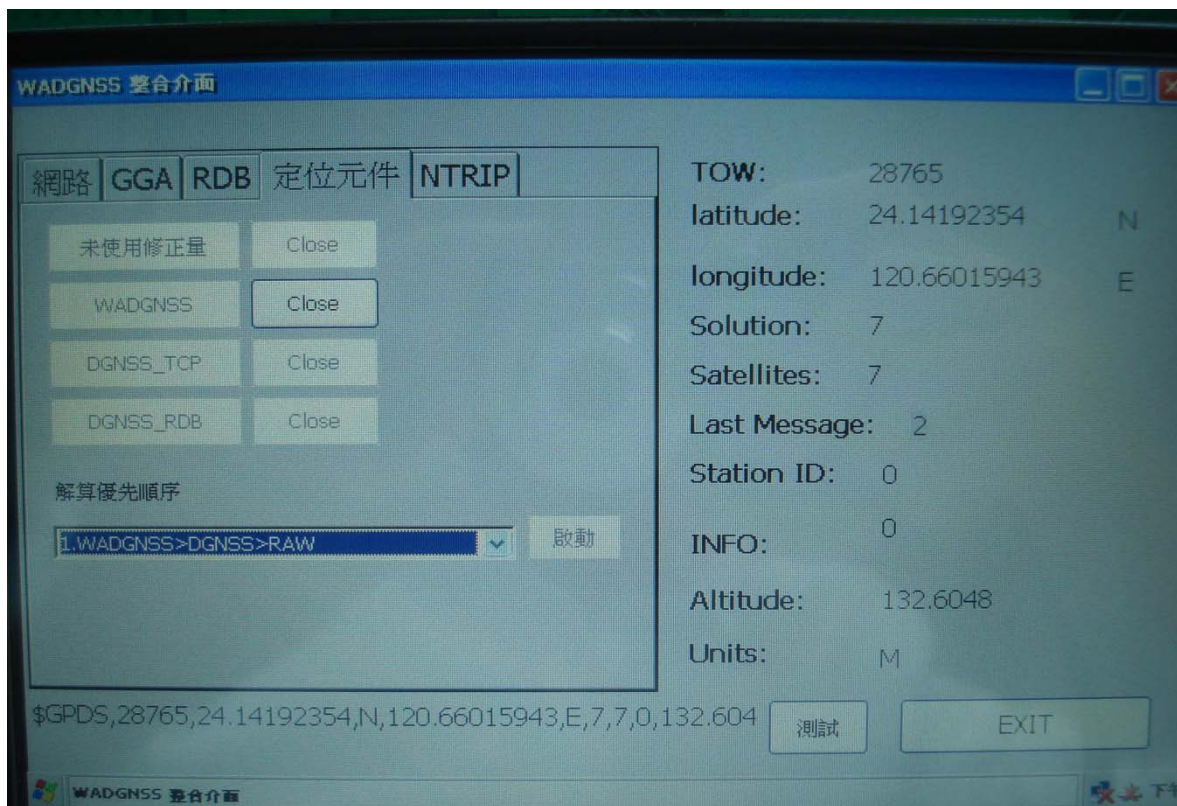 WADGNSS 整合介面
網路 GGA RDB 定位元件 NTRIP
未使用修正量 Close
WADGNSS Close
DGNSS_TCP Close
DGNSS_RDB Close
解算優先順序
1.WADGNSS>DGNSS>RAW 啟動
TOW: 28765
latitude: 24.14192354 N
longitude: 120.66015943 E
Solution: 7
Satellites: 7
Last Message: 2
Station ID: 0
INFO: 0
Altitude: 132.6048
Units: M
$GPDS,28765,24.14192354,N,120.66015943,E,7,7,0,132.604
測試 EXIT
WADGNSS 整合介面 下午